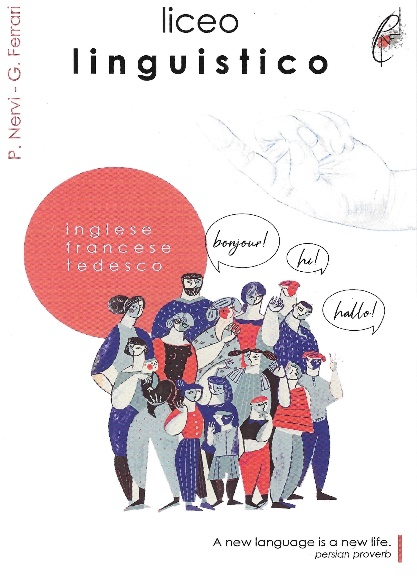 liceo
linguistico
P. Nervi - G. Ferrari
inglese
francese
tedesco
bonjour!
hi!
hallo!
A new language is a new life.
persian proverb